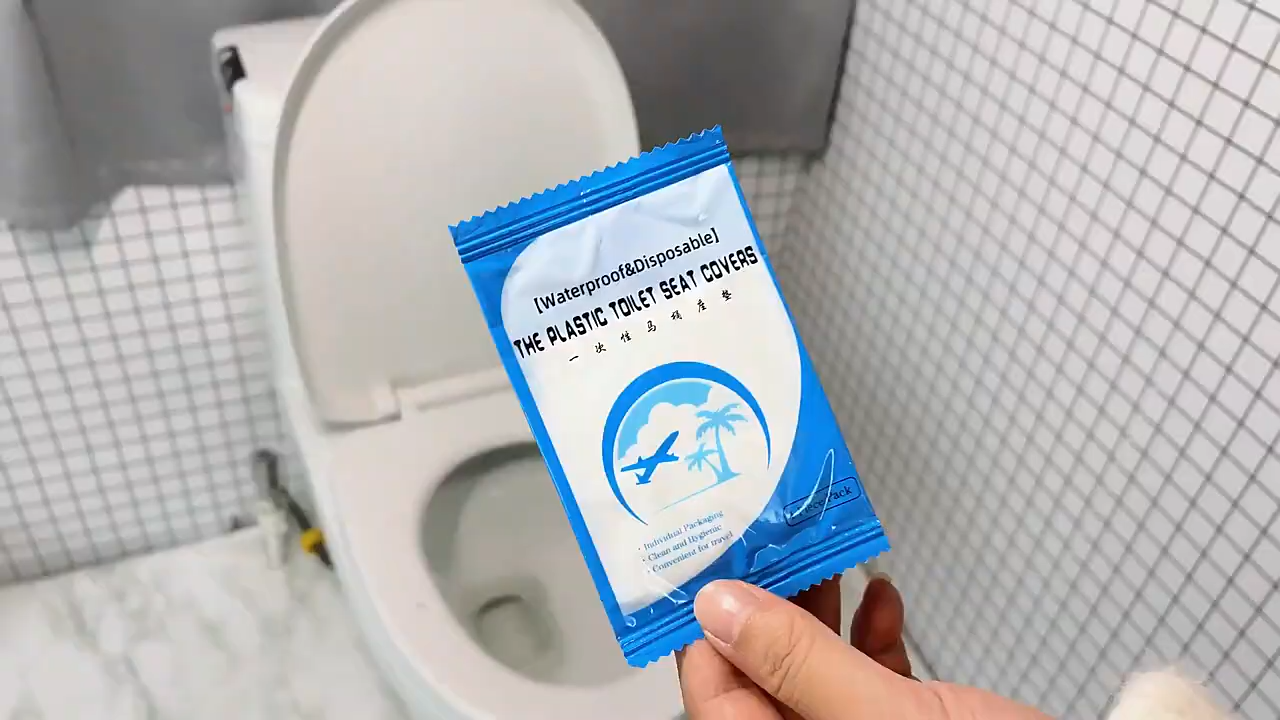 [Waterproof&Disposable]
THE PLASTIC TOILET SEAT COVERS
一次性马桶座垫
· Individual Packaging
· Clean and Hygienic
· Convenient for travel
Pack